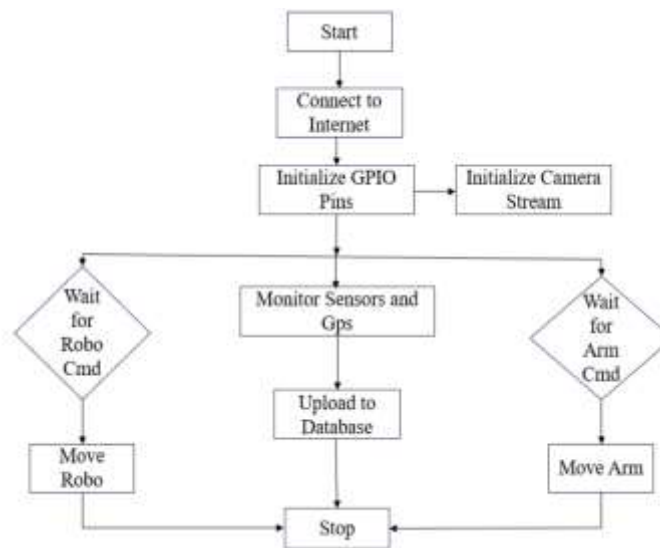 Start
Connect to
Internet
Initialize GPIO
Pins
Initialize Camera
Stream
Wait
for
Robo
Cmd
Monitor Sensors and
Gps
Wait
for
Arm
Cmd
Upload to
Database
Move
Robo
Move Arm
Stop